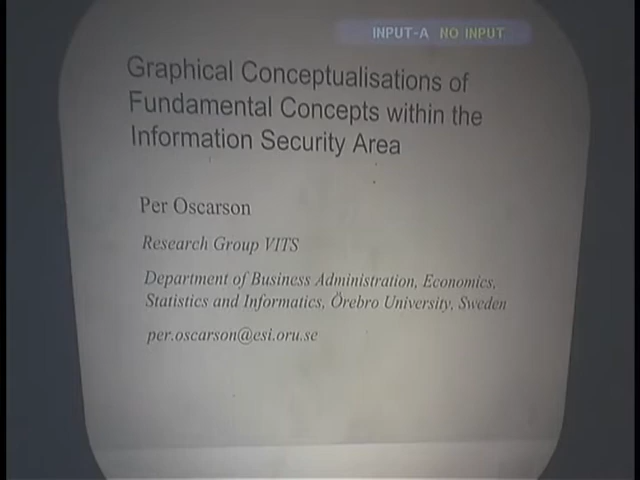 INPUT-A NO INPUT
Graphical Conceptualisations of
Fundamental Concepts within the
Information Security Area
Per Oscarson
Research Group VITS
Department of Business Administration, Economics,
Statistics and Informatics, Örebro University, Sweden
per.oscarson@esi.oru.se